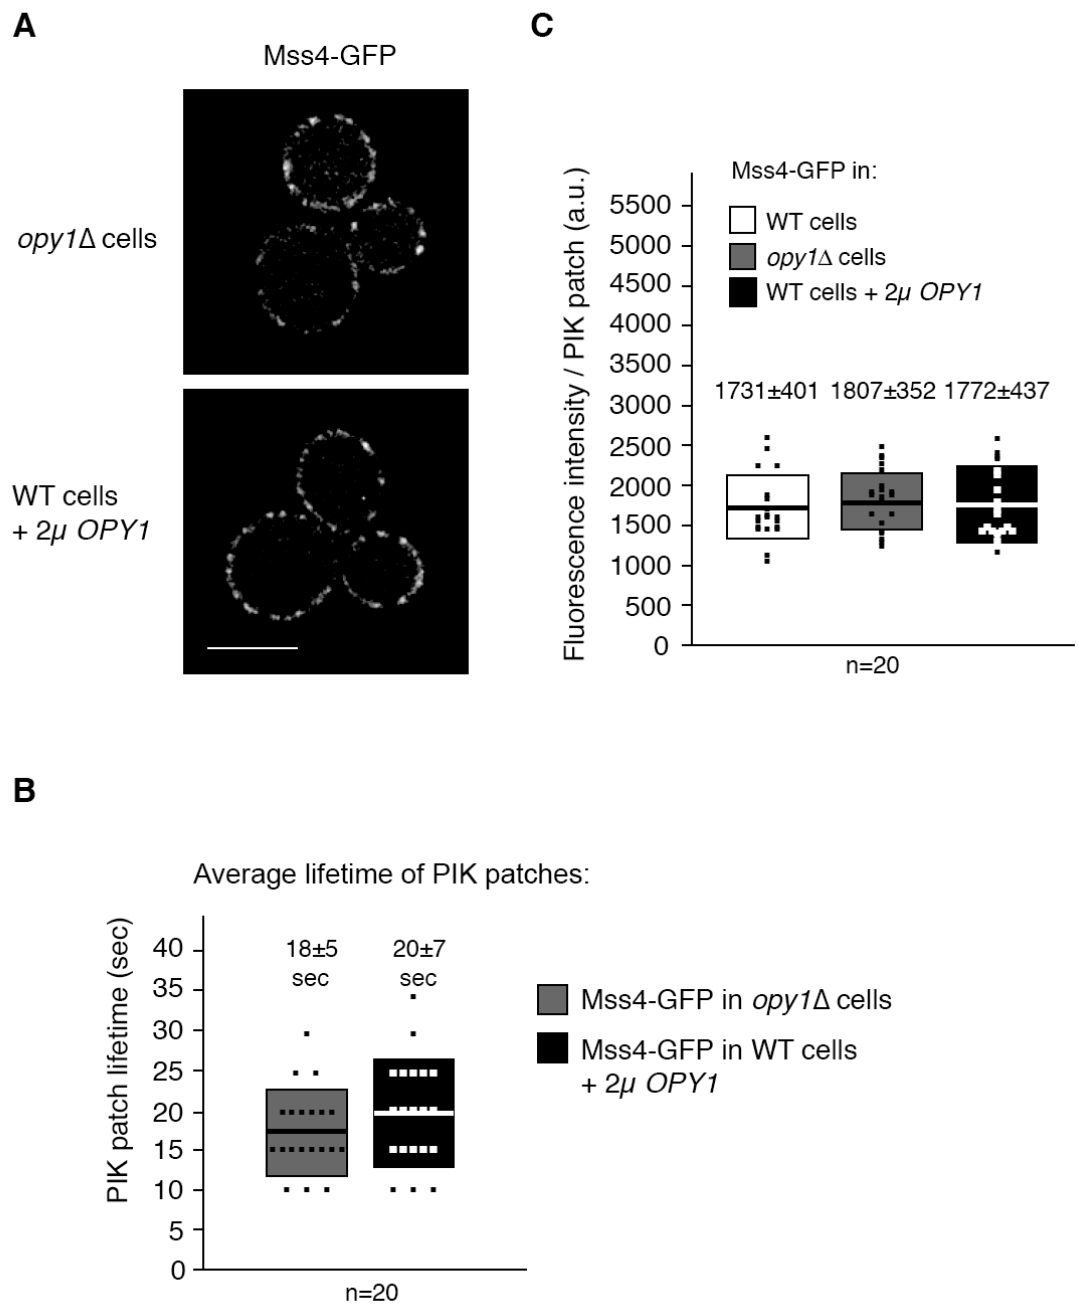 A
Mss4-GFP
opy1Δ cells
WT cells
+ 2µ OPY1
C
Fluorescence intensity / PIK patch (a.u.)
5500
5000
4500
4000
3500
3000
2500
2000
1500
1000
500
0
Mss4-GFP in:
WT cells
opy1Δ cells
WT cells + 2µ OPY1
1731±401 1807±352 1772±437
n=20
B
Average lifetime of PIK patches:
PIK patch lifetime (sec)
40
35
30
25
20
15
10
5
0
18±5
sec
20±7
sec
n=20
Mss4-GFP in opy1Δ cells
Mss4-GFP in WT cells
+ 2µ OPY1